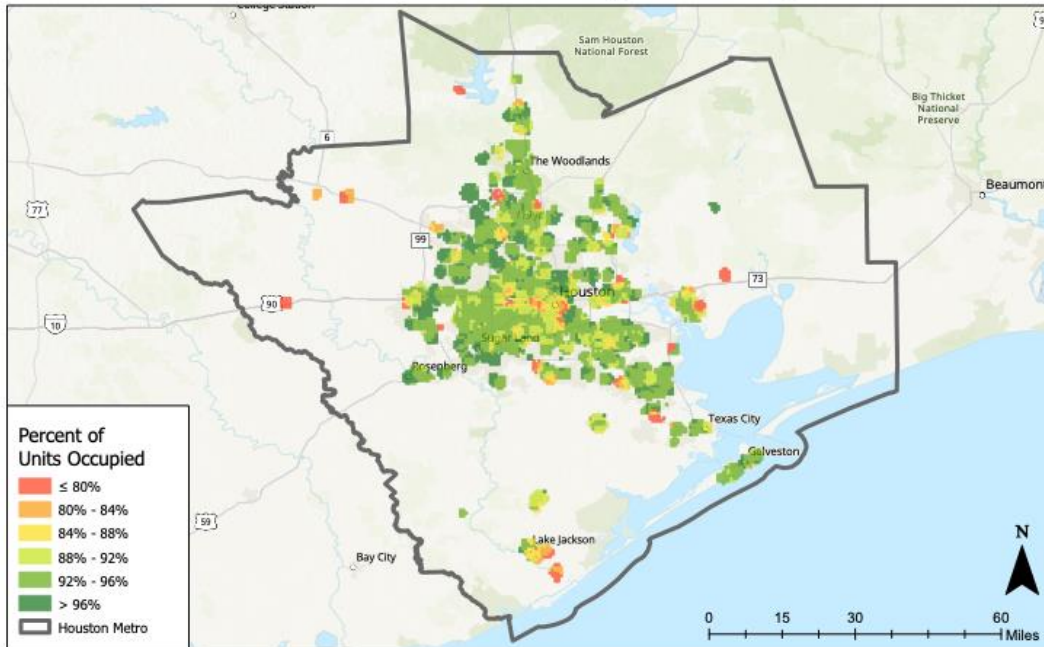 College Station
Sam Houston
National Forest
Big Thicket
National
Preserve
6
The Woodlands
Beaumont
77
99
73
90
Houston
10
Sugar Land
Rosenberg
Texas City
Galveston
59
Lake Jackson
Bay City
Percent of
Units Occupied
≤ 80%
80% - 84%
84% - 88%
88% - 92%
92% - 96%
> 96%
Houston Metro
N
0 15 30 60
Miles